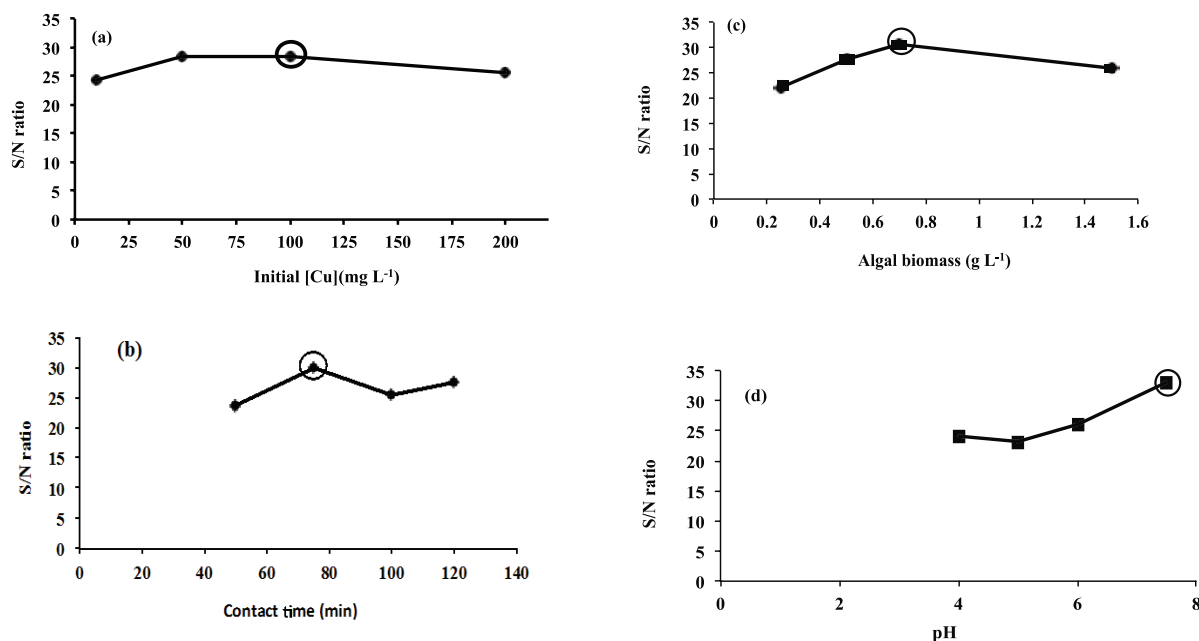 (a)
35
30
25
20
15
10
5
0
S/N ratio
0 25 50 75 100 125 150 175 200
Initial [Cu](mg L⁻¹)
(c)
35
30
25
20
15
10
5
0
S/N ratio
0 0.2 0.4 0.6 0.8 1 1.2 1.4 1.6
Algal biomass (g L⁻¹)
(b)
35
30
25
20
15
10
5
0
S/N ratio
0 20 40 60 80 100 120 140
Contact time (min)
(d)
35
30
25
20
15
10
5
0
S/N ratio
0 2 4 6 8
pH